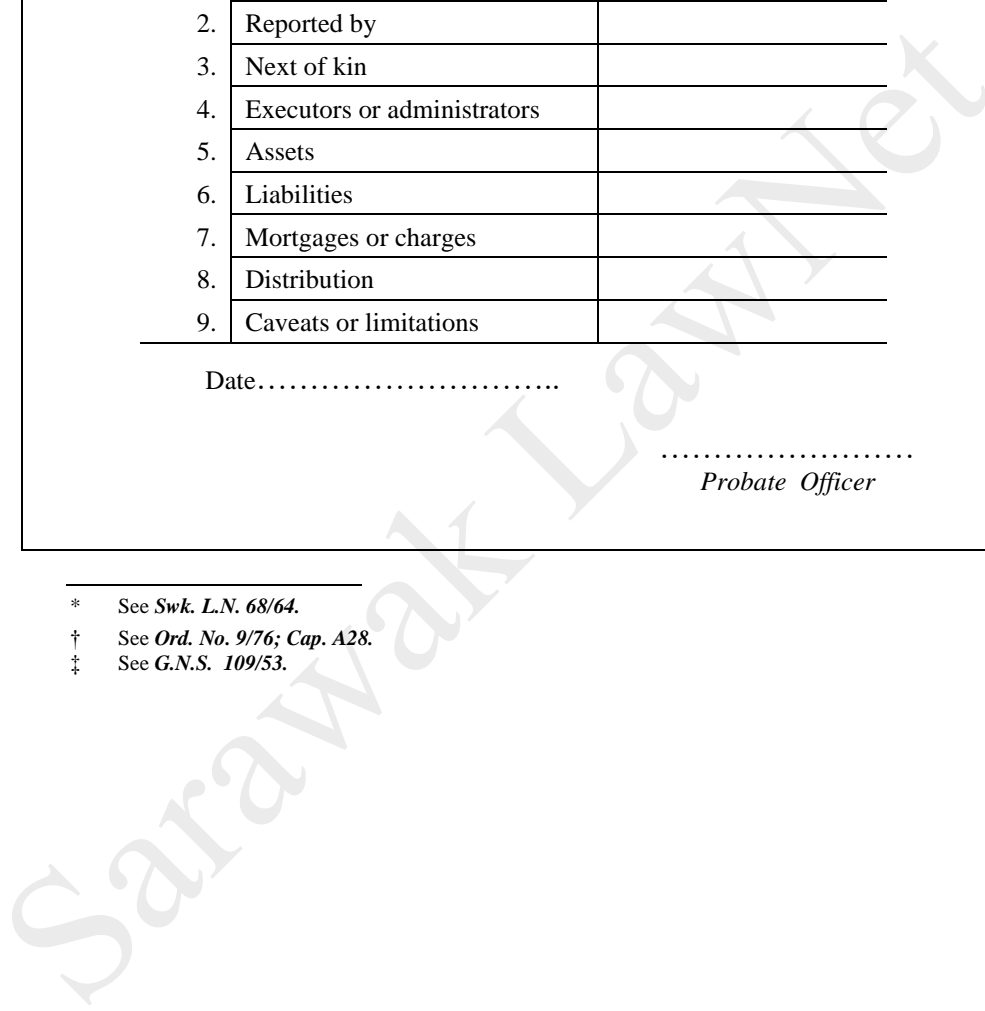 2. Reported by
3. Next of kin
4. Executors or administrators
5. Assets
6. Liabilities
7. Mortgages or charges
8. Distribution
9. Caveats or limitations
Date………………………..
……………………
Probate Officer
* See Swk. L.N. 68/64.
† See Ord. No. 9/76; Cap. A28.
‡ See G.N.S. 109/53.
Sarawak LawNet